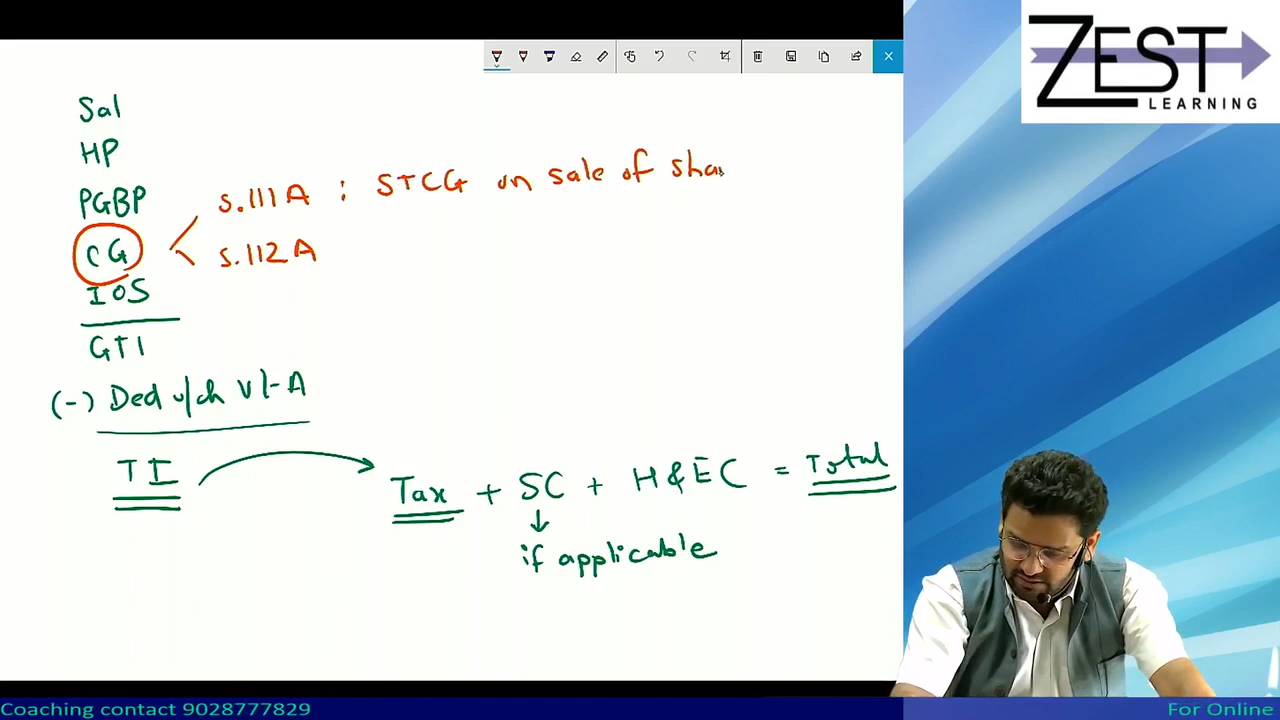 ZEST
LEARNING
Sal
HP
PGBP
CG
IOS
GTI
(-) Ded u/ch VI-A
TI
s.111A : STCG on sale of sha
s.112A
Tax + SC + H&EC = Total
↓
if applicable
Coaching contact 9028777829
For Online